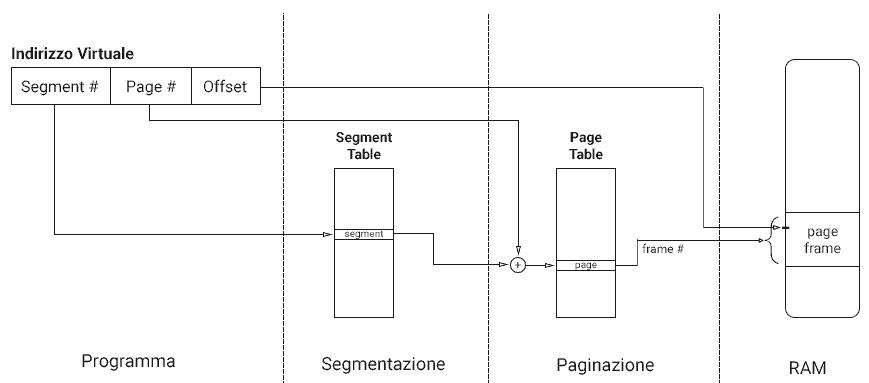 Indirizzo Virtuale
Segment #
Page #
Offset
Segment
Table
Page
Table
segment
+
page
frame #
page
frame
Programma
Segmentazione
Paginazione
RAM